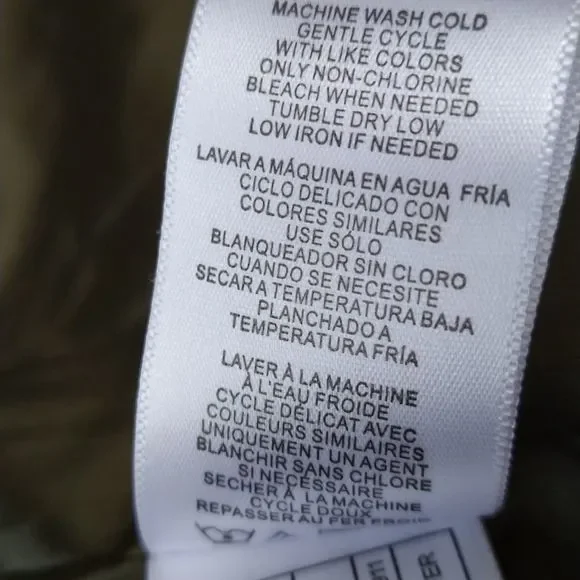 MACHINE WASH COLD
GENTLE CYCLE
WITH LIKE COLORS
ONLY NON-CHLORINE
BLEACH WHEN NEEDED
TUMBLE DRY LOW
LOW IRON IF NEEDED
LAVAR A MÁQUINA EN AGUA FRÍA
CICLO DELICADO CON
COLORES SIMILARES
USE SÓLO
BLANQUEADOR SIN CLORO
CUANDO SE NECESITE
SECAR A TEMPERATURA BAJA
PLANCHADO A
TEMPERATURA FRÍA
LAVER À LA MACHINE
À L'EAU FROIDE
CYCLE DÉLICAT AVEC
COULEURS SIMILAIRES
UNIQUEMENT UN AGENT
BLANCHIR SANS CHLORE
SI NÉCESSAIRE
SECHER À LA MACHINE
CYCLE DOUX
REPASSER AU FER FROID